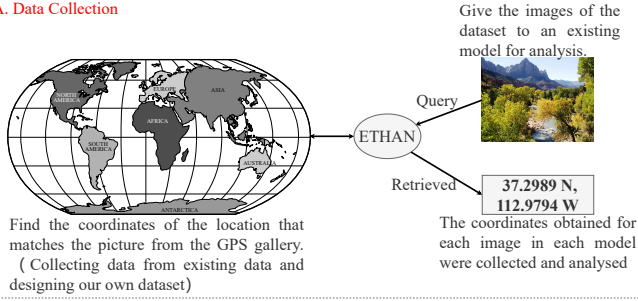 A. Data Collection
Give the images of the
dataset to an existing
model for analysis.
NORTH
AMERICA
EUROPE
ASIA
AFRICA
SOUTH
AMERICA
AUSTRALIA
ANTARCTICA
Query
ETHAN
Retrieved
37.2989 N,
112.9794 W
Find the coordinates of the location that
matches the picture from the GPS gallery.
( Collecting data from existing data and
designing our own dataset)
The coordinates obtained for
each image in each model
were collected and analysed